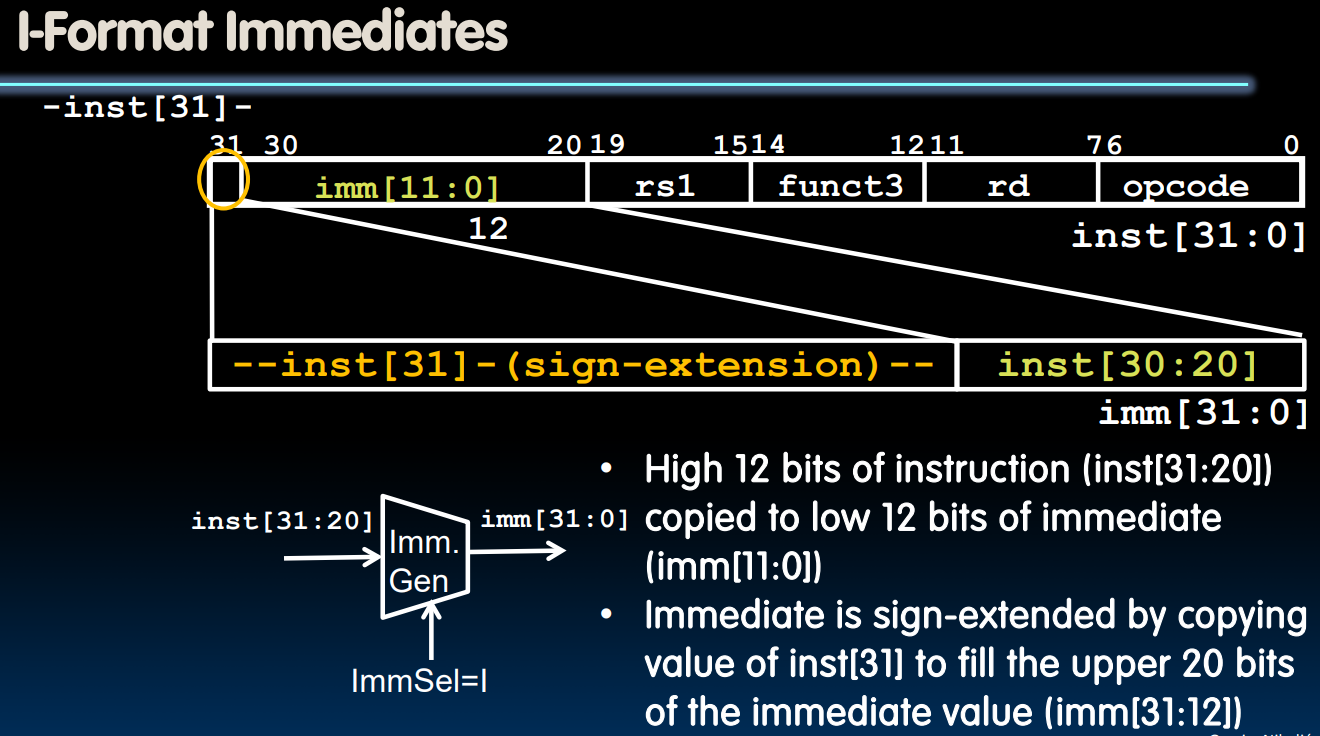 I-Format Immediates
-inst[31]-
31 30 20 19 15 14 12 11 7 6 0
imm[11:0] rs1 funct3 rd opcode
12
inst[31:0]
--inst[31]-(sign-extension)-- inst[30:20]
imm[31:0]
inst[31:20]
Imm.
Gen
imm[31:0]
ImmSel=I
• High 12 bits of instruction (inst[31:20])
copied to low 12 bits of immediate
(imm[11:0])
• Immediate is sign-extended by copying
value of inst[31] to fill the upper 20 bits
of the immediate value (imm[31:12])